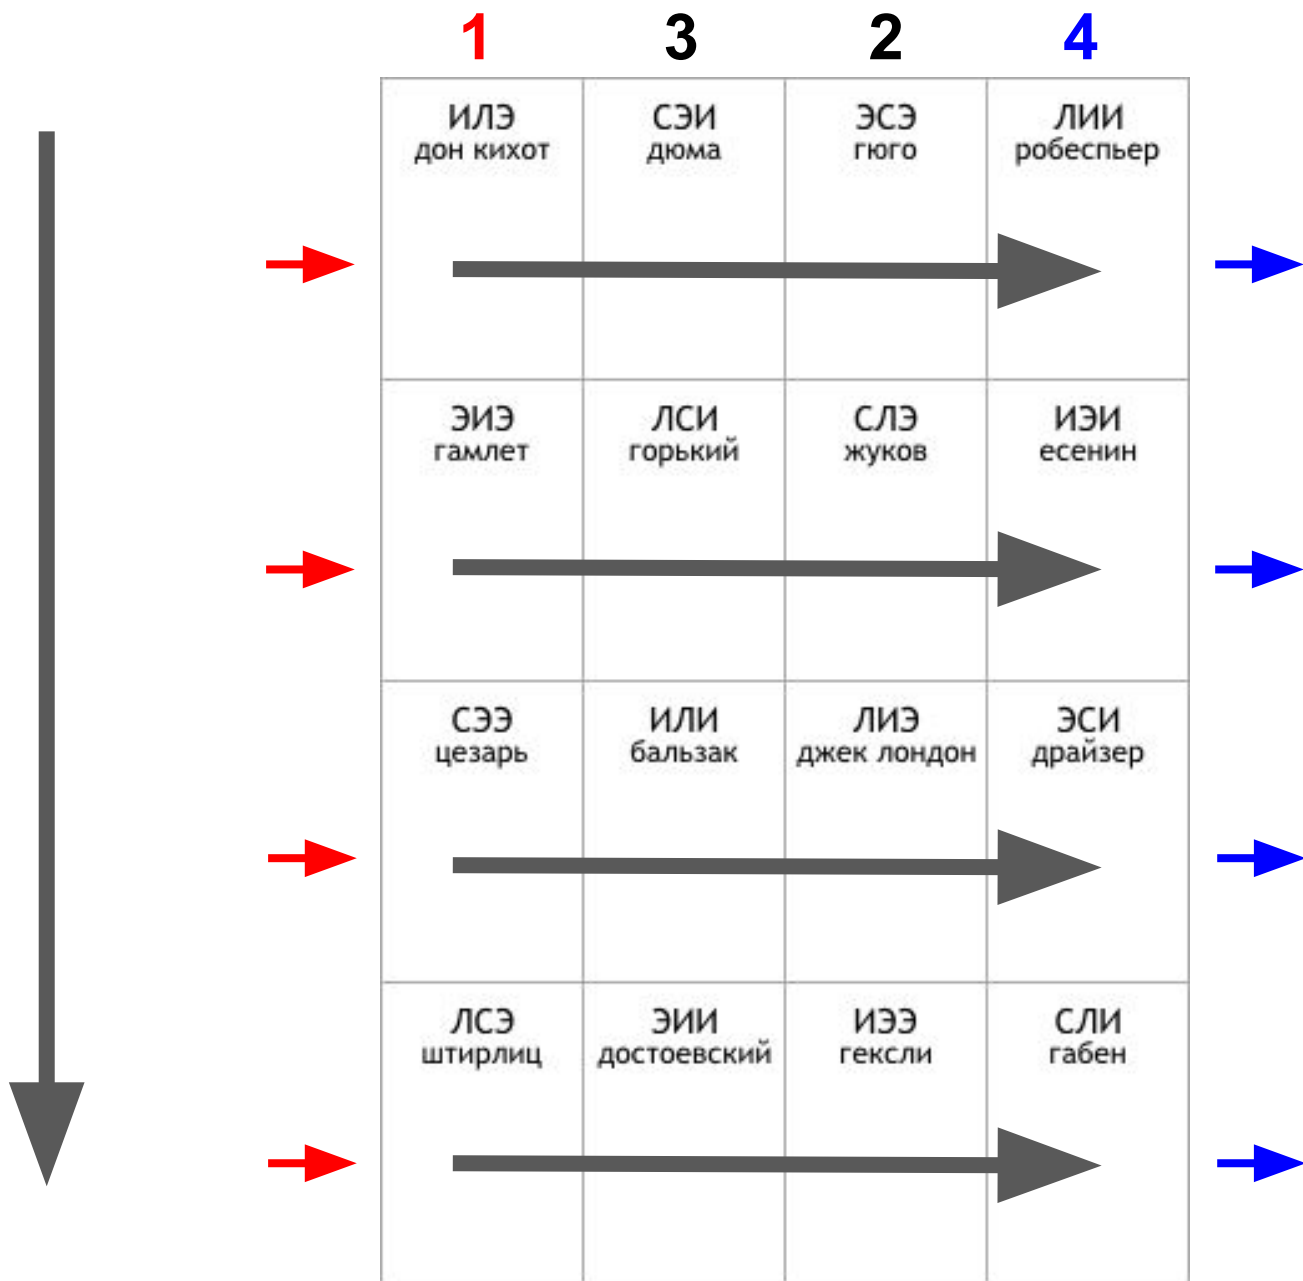 1 3 2 4
ИЛЭ СЭИ ЭСЭ ЛИИ
дон кихот дюма гюго робеспьер
ЭИЭ ЛСИ СЛЭ ИЭИ
гамлет горький жуков есенин
СЭЭ ИЛИ ЛИЭ ЭСИ
цезарь бальзак джек лондон драйзер
ЛСЭ ЭИИ ИЭЭ СЛИ
штирлиц достоевский гексли габен